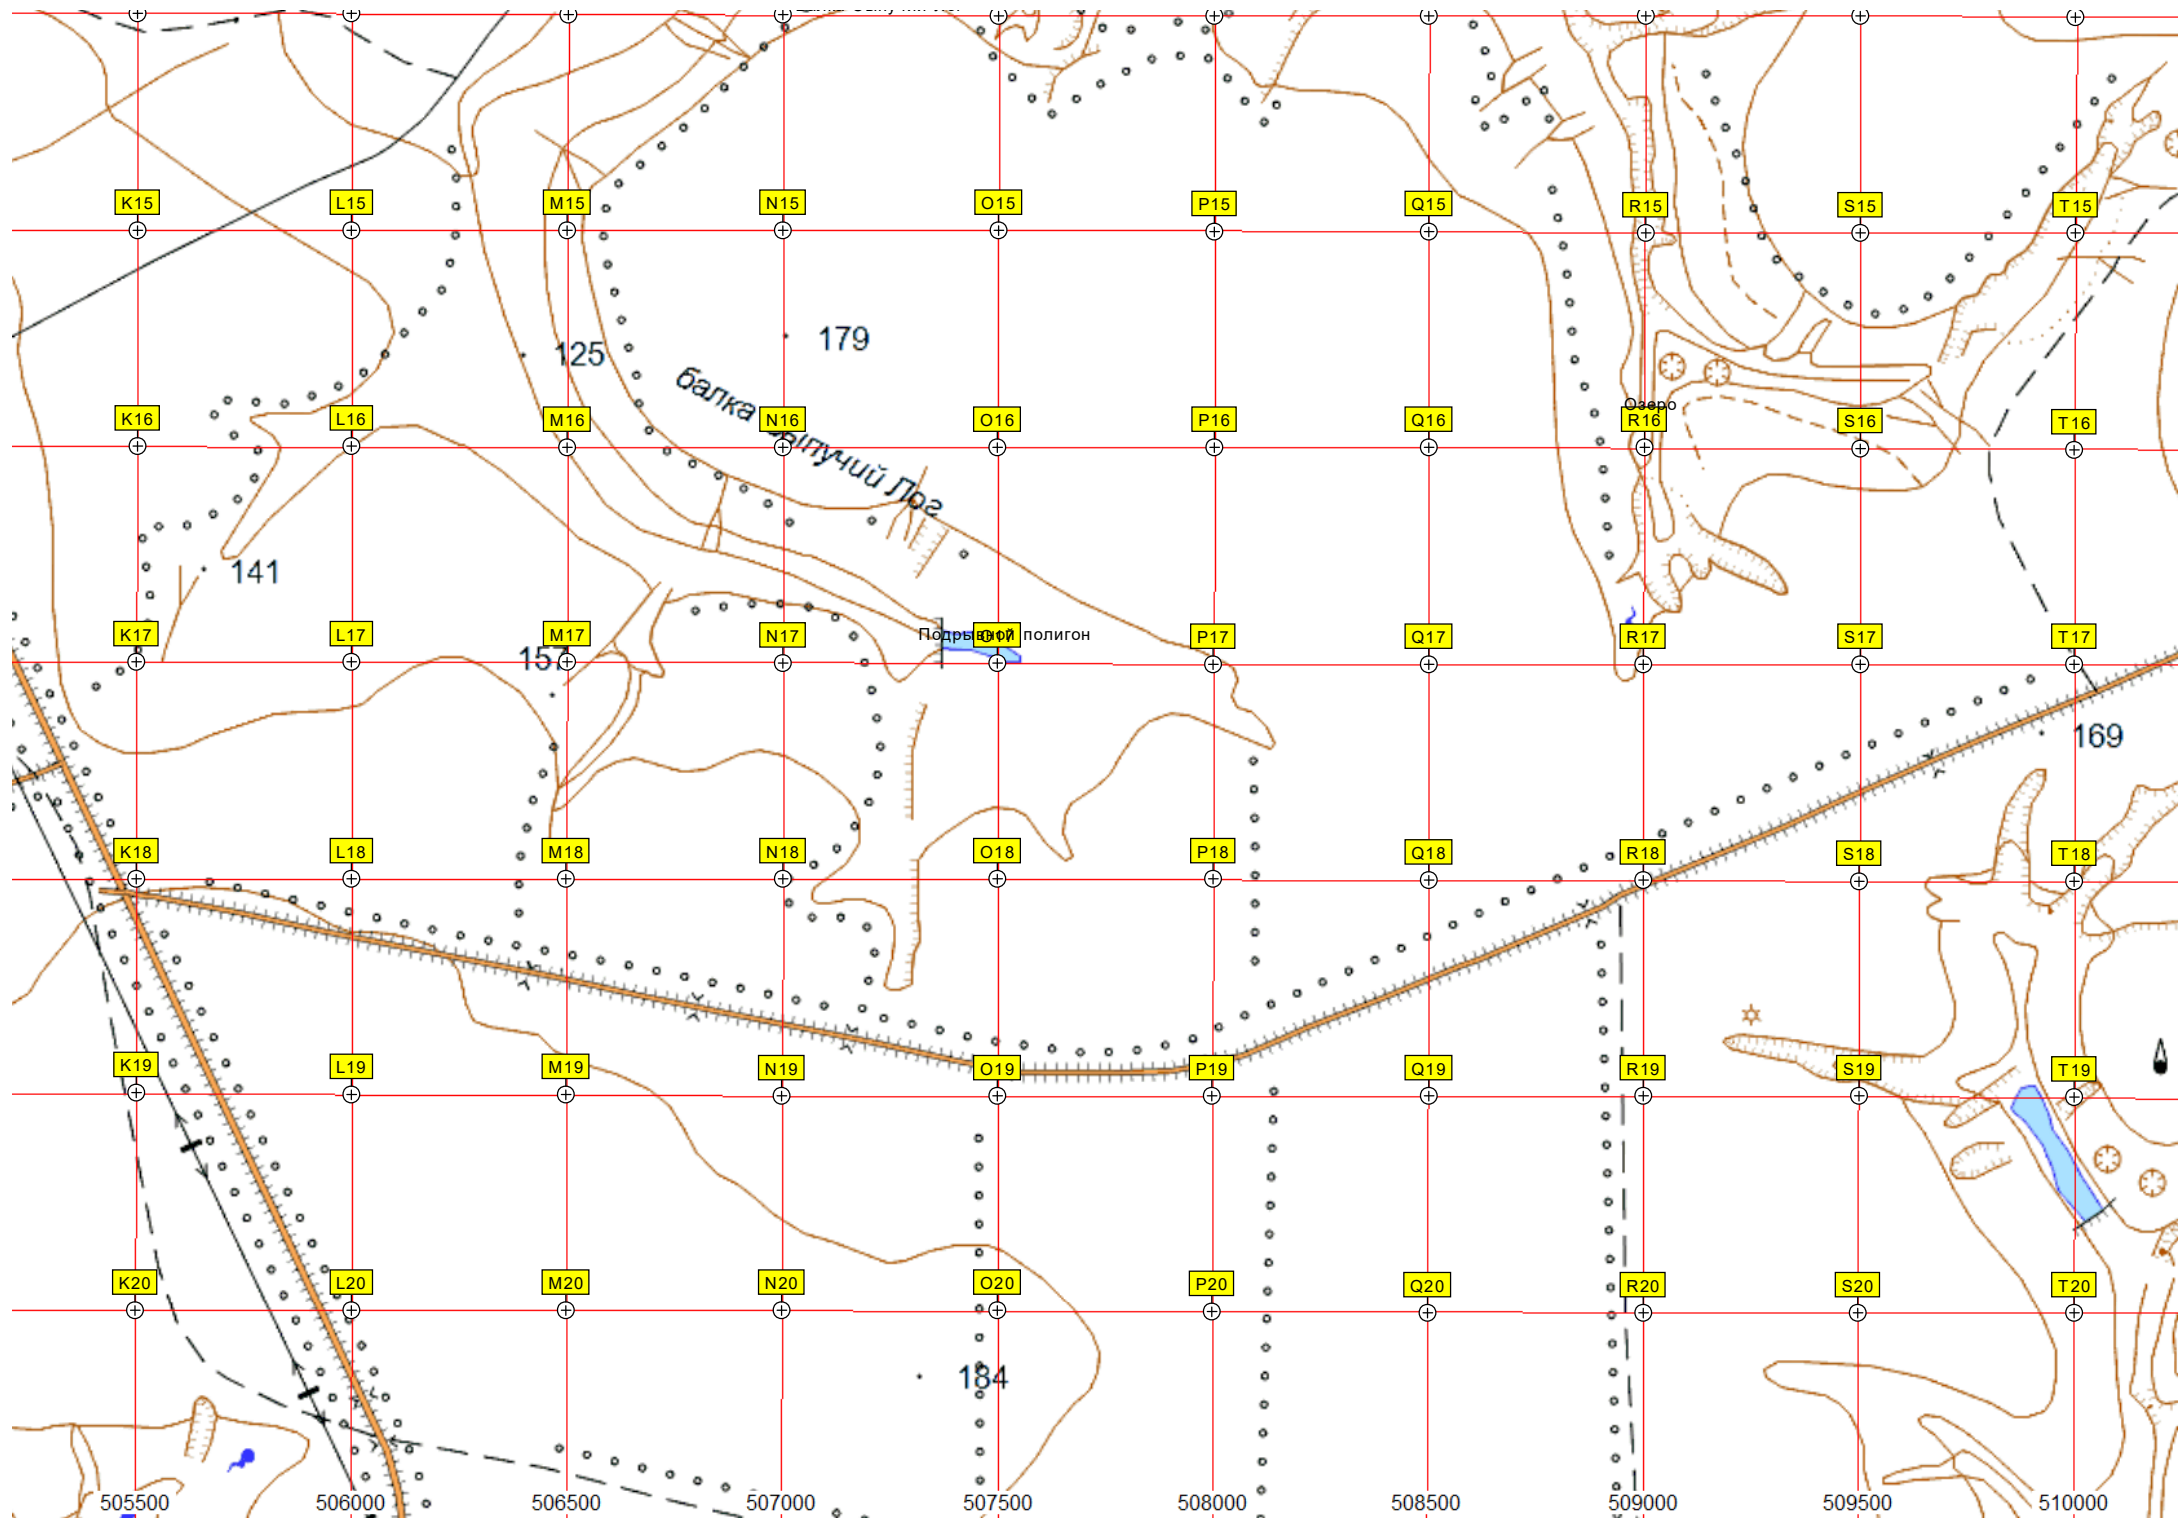 K15 L15 M15 N15 O15 P15 Q15 R15 S15 T15
125
179
балка Сыпучий Лог
Озеро
K16 L16 M16 N16 O16 P16 Q16 R16 S16 T16
141
Подрывной полигон
K17 L17 M17 N17 O17 P17 Q17 R17 S17 T17
157
169
K18 L18 M18 N18 O18 P18 Q18 R18 S18 T18
K19 L19 M19 N19 O19 P19 Q19 R19 S19 T19
K20 L20 M20 N20 O20 P20 Q20 R20 S20 T20
184
505500 506000 506500 507000 507500 508000 508500 509000 509500 510000